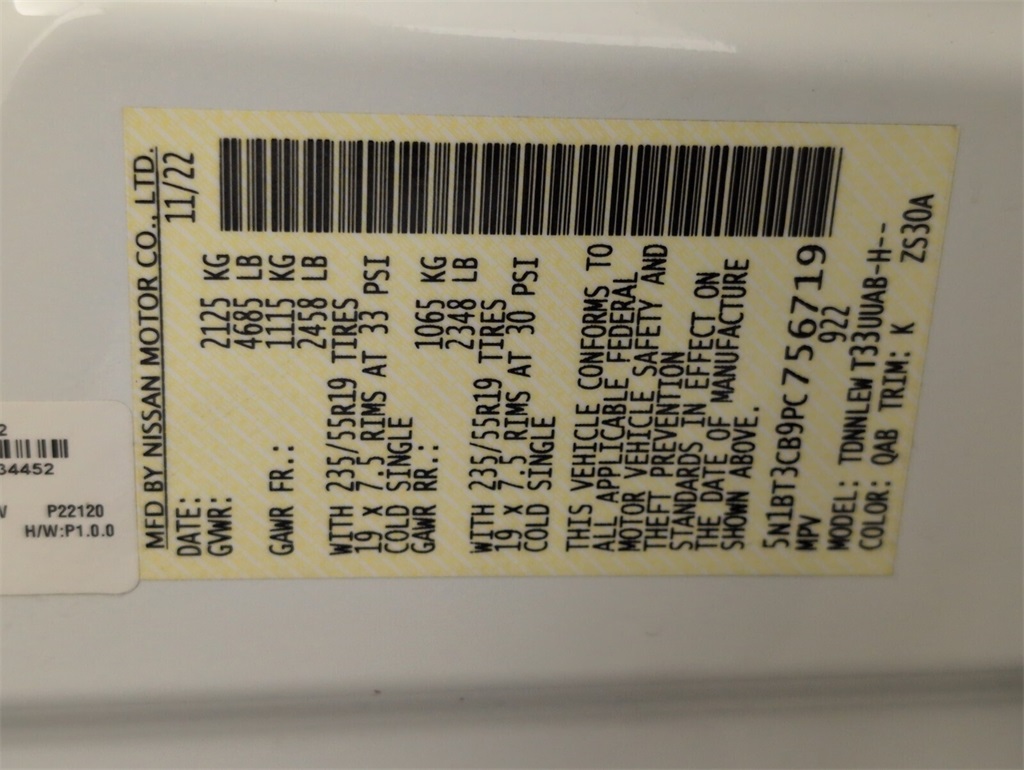 MFD BY NISSAN MOTOR CO., LTD.
DATE: 11/22
GVWR: 2125 KG
4685 LB
GAWR FR.: 1115 KG
2458 LB
WITH 235/55R19 TIRES
19 X 7.5 RIMS AT 33 PSI
COLD SINGLE
GAWR RR.: 1065 KG
2348 LB
WITH 235/55R19 TIRES
19 X 7.5 RIMS AT 30 PSI
COLD SINGLE
THIS VEHICLE CONFORMS TO
ALL APPLICABLE FEDERAL
MOTOR VEHICLE SAFETY AND
THEFT PREVENTION
STANDARDS IN EFFECT ON
THE DATE OF MANUFACTURE
SHOWN ABOVE.
5N1BT3CB9PC756719
MPV 922
MODEL: TDNNLEW T33UUAB-H--
COLOR: QAB TRIM: K ZS30A
2
34452
P22120
H/W:P1.0.0